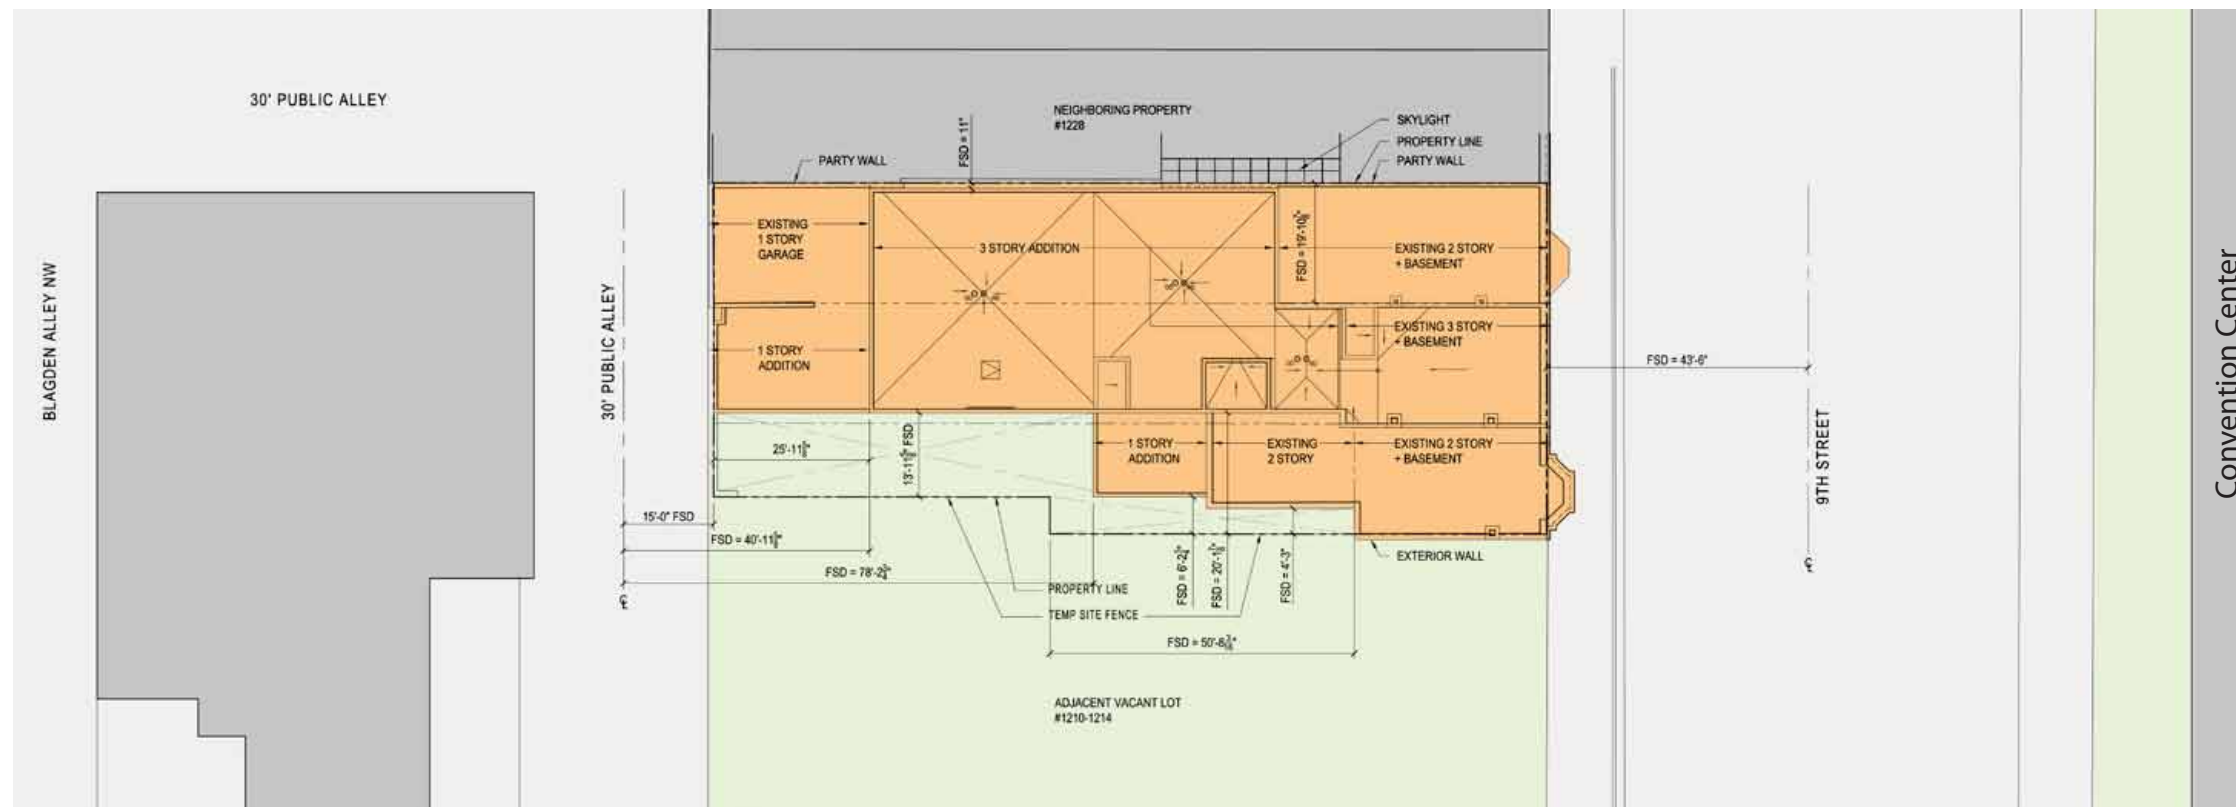 30' PUBLIC ALLEY
NEIGHBORING PROPERTY
#1228
SKYLIGHT
PROPERTY LINE
PARTY WALL
PARTY WALL
FSD = 11"
EXISTING
1 STORY
GARAGE
3 STORY ADDITION
EXISTING 2 STORY
+ BASEMENT
BLAGDEN ALLEY NW
30' PUBLIC ALLEY
EXISTING 3 STORY
+ BASEMENT
1 STORY
ADDITION
FSD = 43'-6"
9TH STREET
Convention Center
1 STORY
ADDITION
EXISTING
2 STORY
EXISTING 2 STORY
+ BASEMENT
15'-0" FSD
EXTERIOR WALL
PROPERTY LINE
TEMP SITE FENCE
FSD = 4'-3"
ADJACENT VACANT LOT
#1210-1214